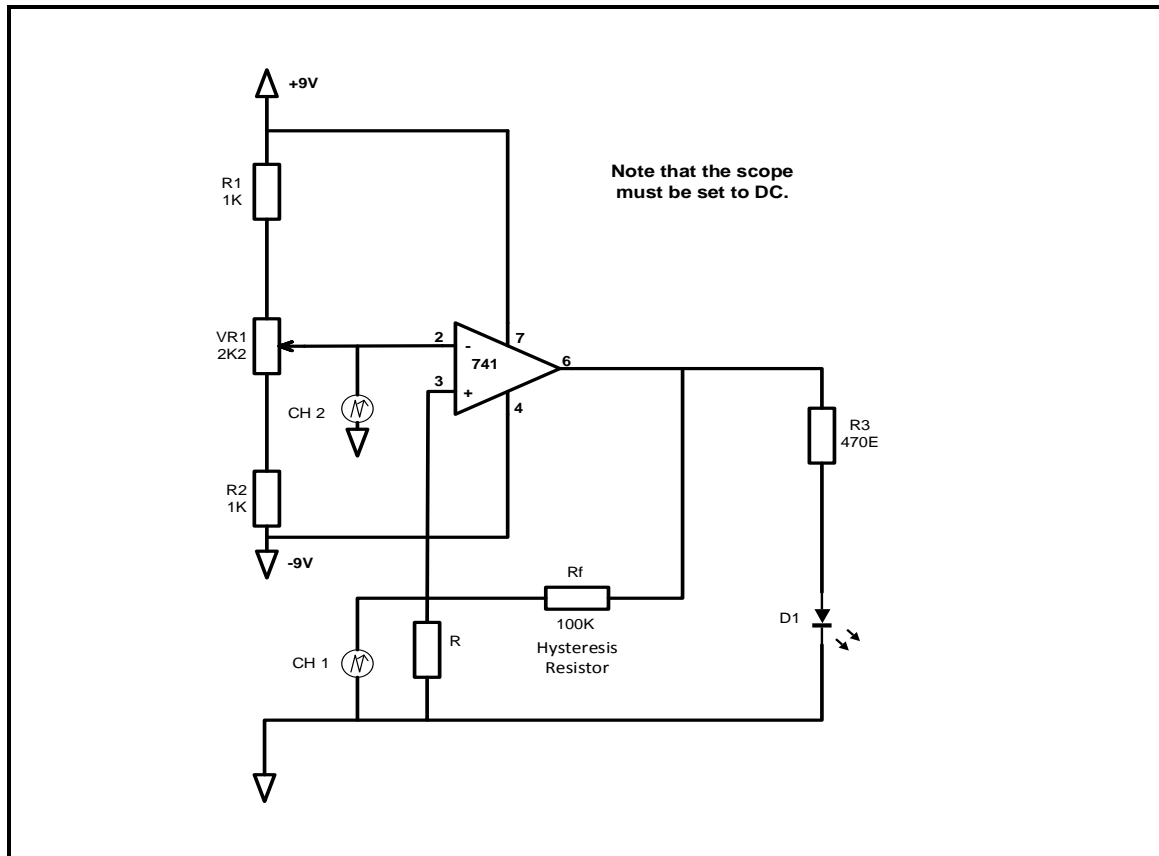 +9V
Note that the scope
must be set to DC.
R1
1K
VR1
2K2
2
-
7
741
6
3
+
4
CH 2
R3
470E
R2
1K
-9V
Rf
100K
Hysteresis
Resistor
D1
R
CH 1